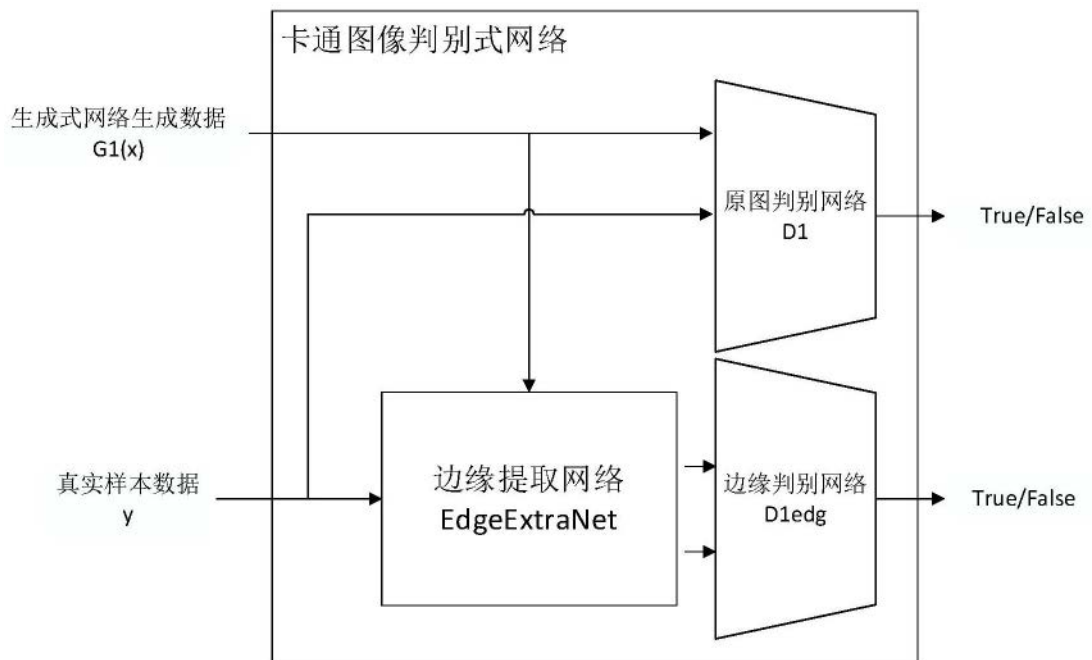 卡通图像判别式网络
生成式网络生成数据
G1(x)
原图判别网络
D1
True/False
真实样本数据
y
边缘提取网络
EdgeExtraNet
边缘判别网络
D1edg
True/False